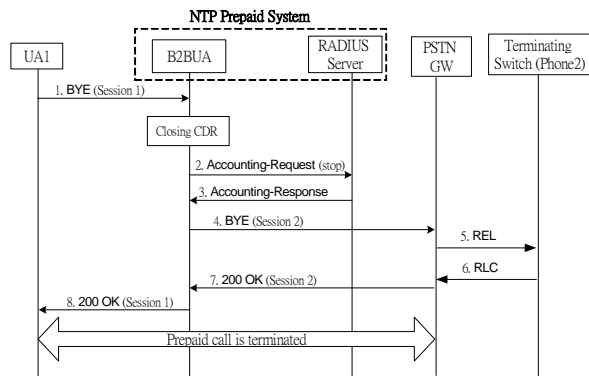 NTP Prepaid System
UA1
B2BUA
RADIUS
Server
PSTN
GW
Terminating
Switch (Phone2)
1. BYE (Session 1)
Closing CDR
2. Accounting-Request (stop)
3. Accounting-Response
4. BYE (Session 2)
5. REL
6. RLC
7. 200 OK (Session 2)
8. 200 OK (Session 1)
Prepaid call is terminated